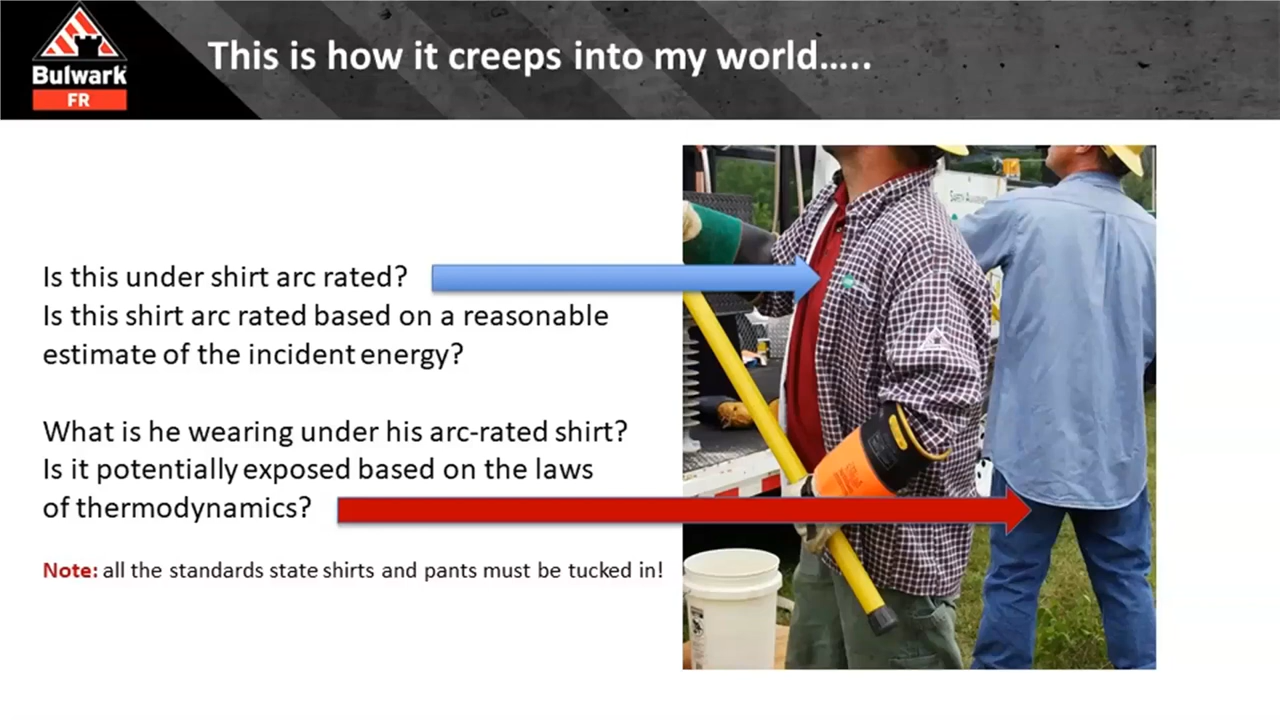 Bulwark
FR
This is how it creeps into my world.....
Is this under shirt arc rated?
Is this shirt arc rated based on a reasonable
estimate of the incident energy?
What is he wearing under his arc-rated shirt?
Is it potentially exposed based on the laws
of thermodynamics?
Note: all the standards state shirts and pants must be tucked in!